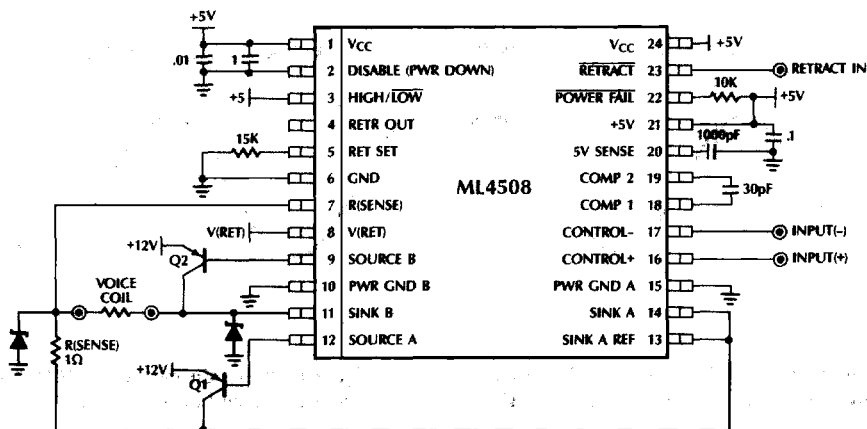 +5V
.01
1
+5
15K
V(RET)
+12V
Q2
VOICE
COIL
R(SENSE)
1Ω
+12V
Q1
1 VCC
2 DISABLE (PWR DOWN)
3 HIGH/LOW
4 RETR OUT
5 RET SET
6 GND
7 R(SENSE)
8 V(RET)
9 SOURCE B
10 PWR GND B
11 SINK B
12 SOURCE A
ML4508
VCC 24
RETRACT 23
POWER FAIL 22
+5V 21
5V SENSE 20
COMP 2 19
COMP 1 18
CONTROL- 17
CONTROL+ 16
PWR GND A 15
SINK A 14
SINK A REF 13
+5V
RETRACT IN
10K
+5V
1000pF
.1
30pF
INPUT(-)
INPUT(+)